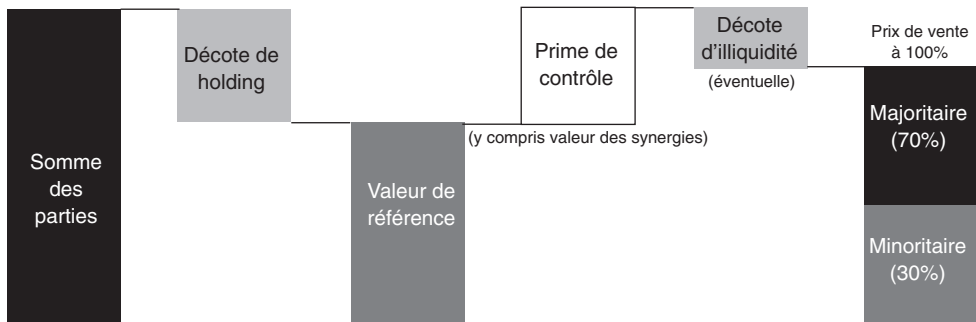 Somme
des
parties
Décote de
holding
Valeur de
référence
Prime de
contrôle
(y compris valeur des synergies)
Décote
d’illiquidité
(éventuelle)
Prix de vente
à 100%
Majoritaire
(70%)
Minoritaire
(30%)